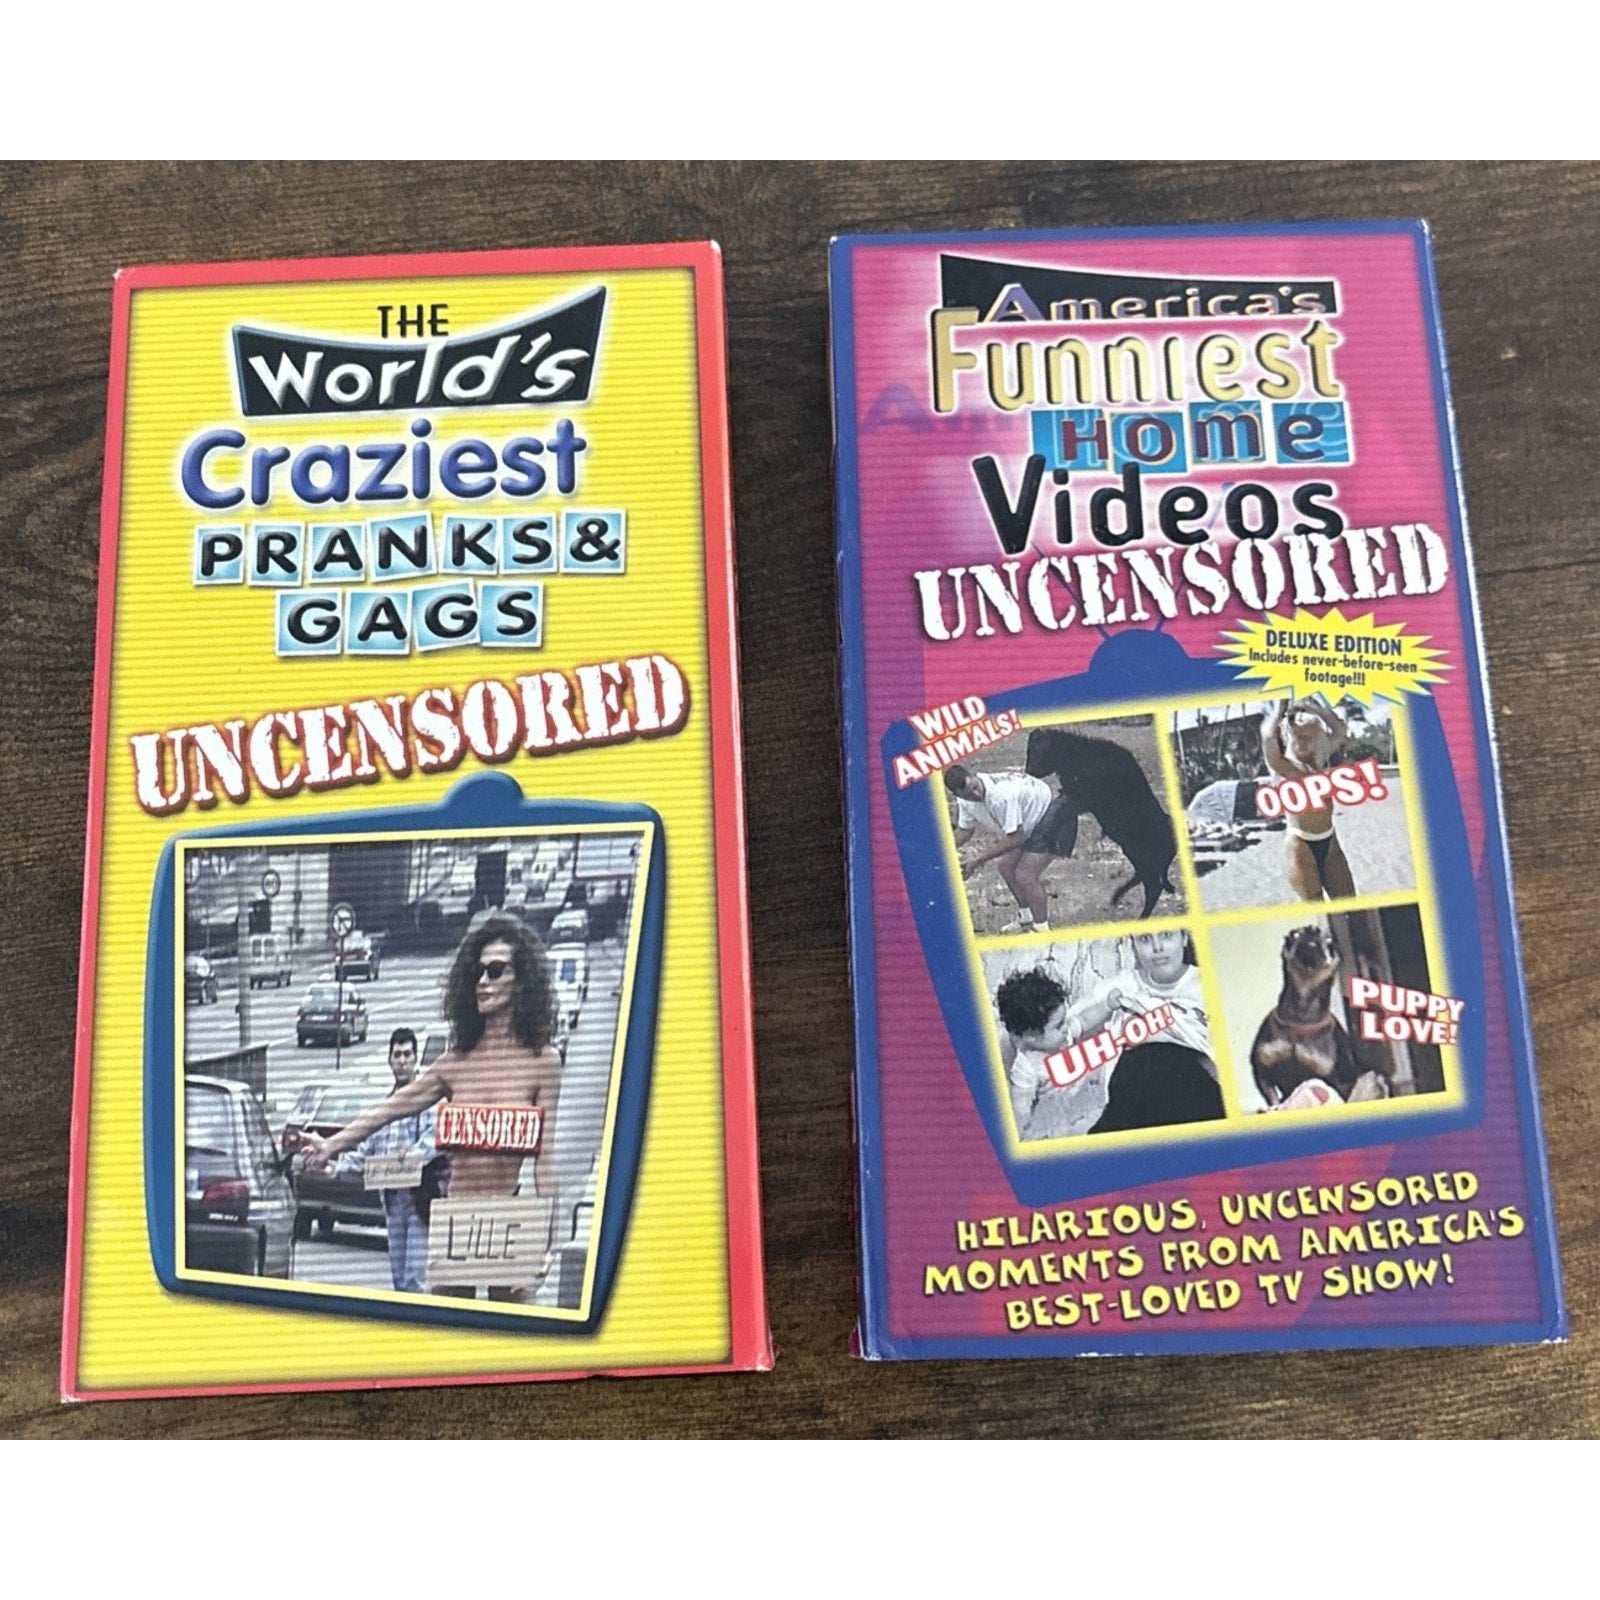 THE
World's
Craziest
PRANKS &
GAGS
UNCENSORED
CENSORED
LILLE
America's
Funniest
HOME
Videos
UNCENSORED
DELUXE EDITION
Includes never-before-seen
footage!!!
WILD
ANIMALS!
OOPS!
UH-OH!
PUPPY
LOVE!
HILARIOUS, UNCENSORED
MOMENTS FROM AMERICA'S
BEST-LOVED TV SHOW!